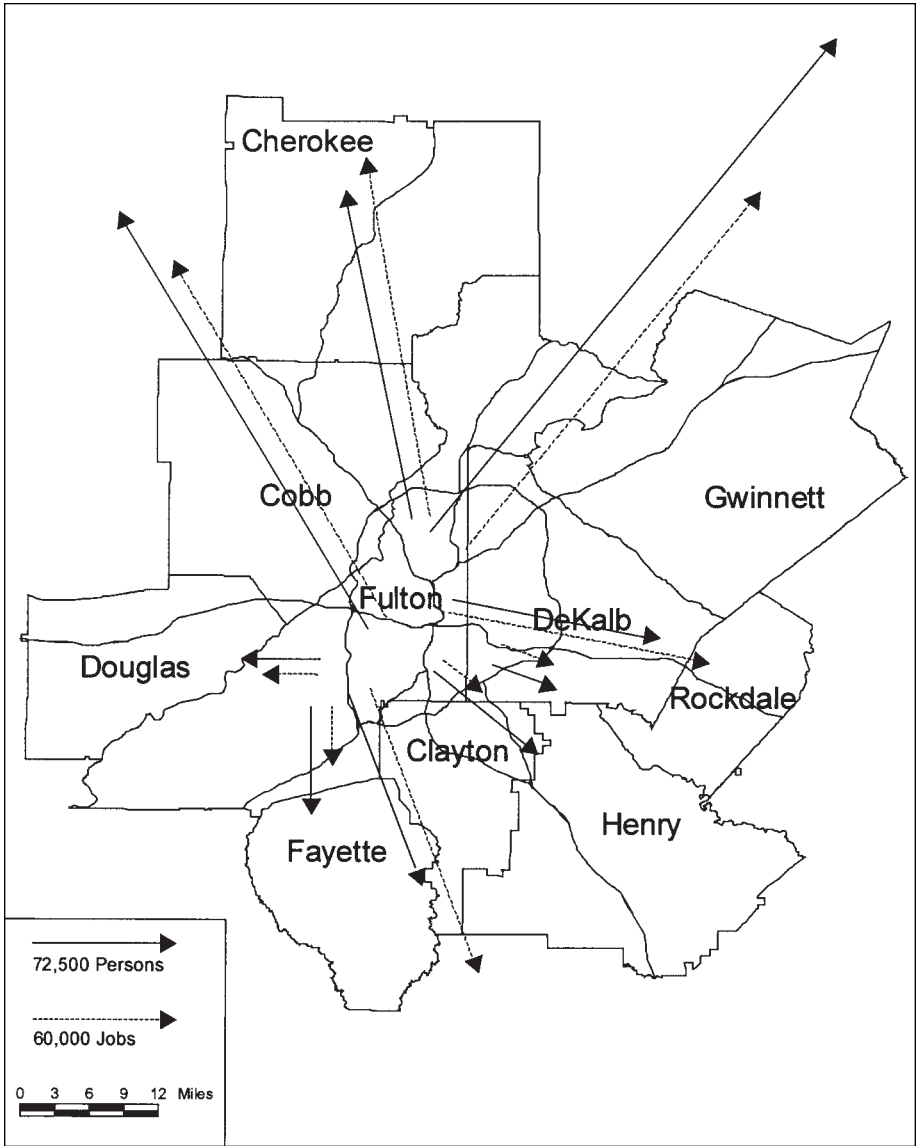 Cherokee
Cobb
Gwinnett
Fulton
DeKalb
Douglas
Rockdale
Clayton
Henry
Fayette
72,500 Persons
60,000 Jobs
0 3 6 9 12 Miles